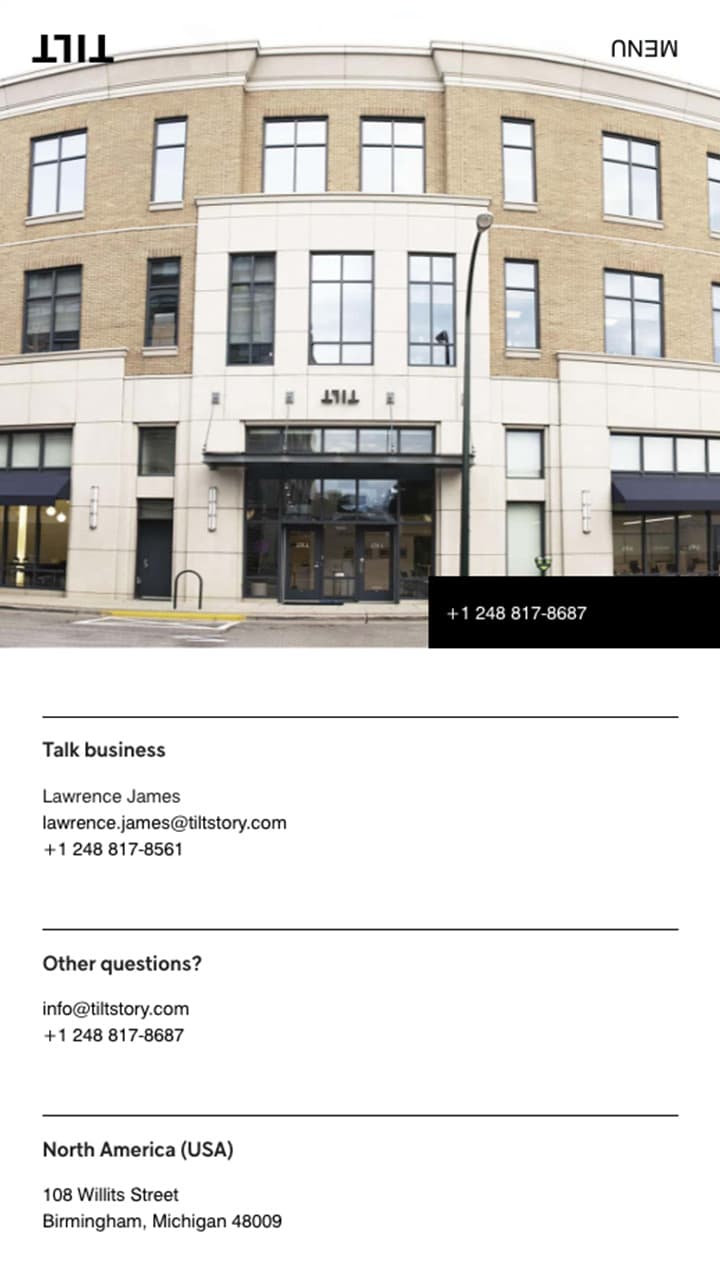 TILT
MENU
TILT
+1 248 817-8687
Talk business
Lawrence James
lawrence.james@tiltstory.com
+1 248 817-8561
Other questions?
info@tiltstory.com
+1 248 817-8687
North America (USA)
108 Willits Street
Birmingham, Michigan 48009